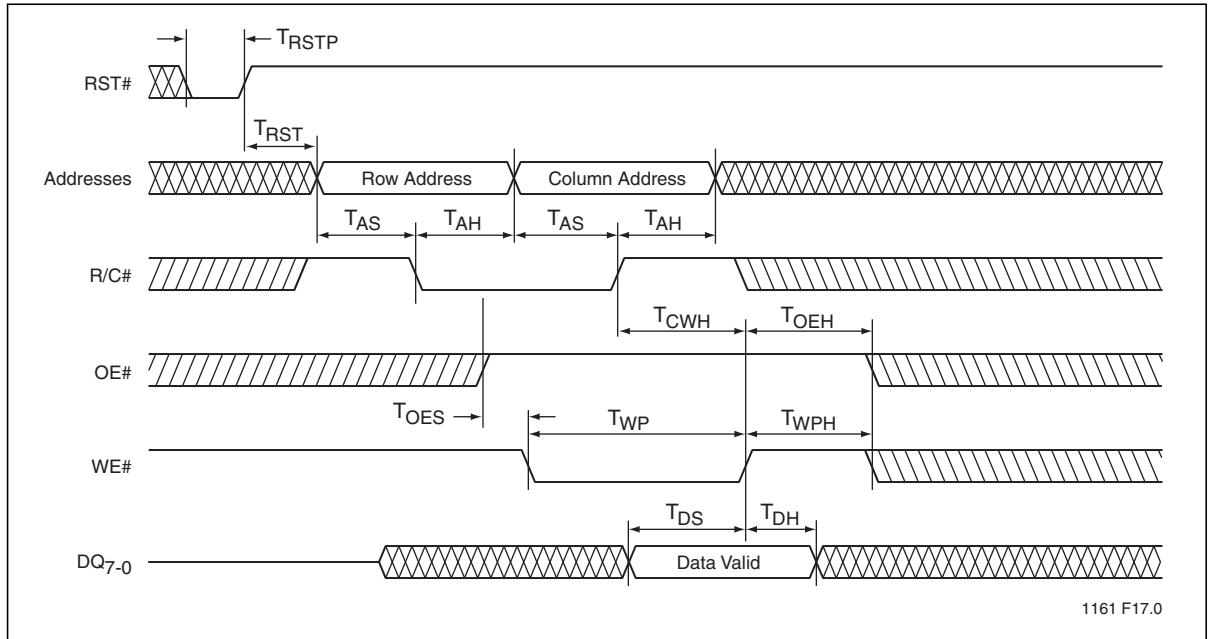 TRSTP
RST#
TRST
Addresses
Row Address
Column Address
TAS
TAH
TAS
TAH
R/C#
TCWH
TOEH
OE#
TOES
TWP
TWPH
WE#
TDS
TDH
DQ7-0
Data Valid
1161 F17.0